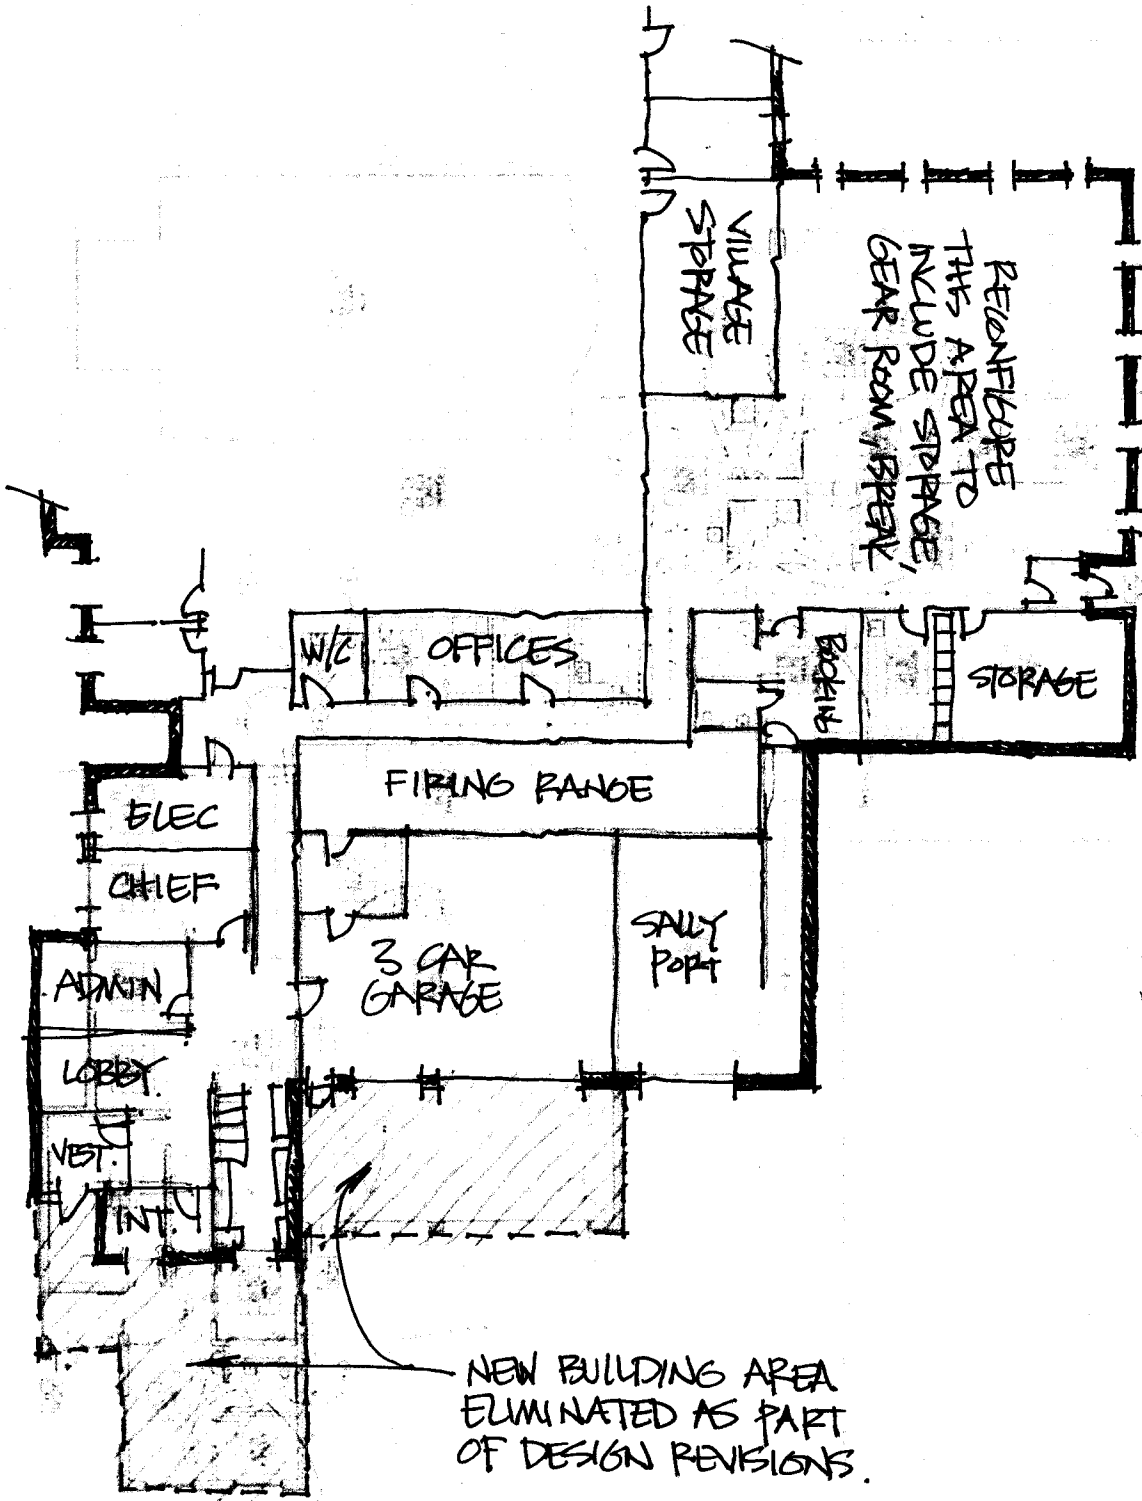 VILLAGE
STORAGE
RECONFIGURE
THIS AREA TO
INCLUDE STORAGE,
GEAR ROOM, BREAK
W/C
OFFICES
BOOKING
STORAGE
FIRING RANGE
ELEC
CHIEF
ADMIN
3 CAR
GARAGE
SALLY
PORT
LOBBY.
VEST.
INT.
NEW BUILDING AREA
ELIMINATED AS PART
OF DESIGN REVISIONS.